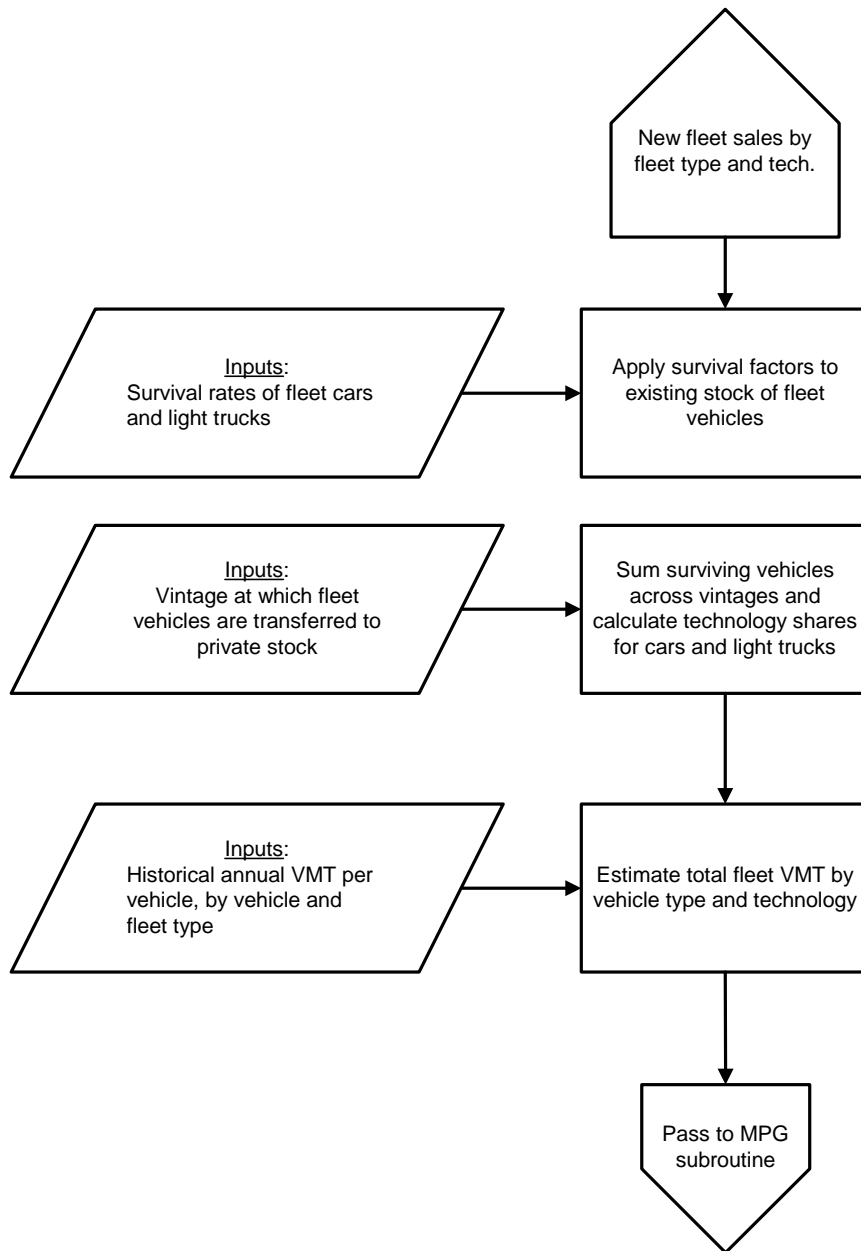 New fleet sales by
fleet type and tech.
Inputs:
Survival rates of fleet cars
and light trucks
Apply survival factors to
existing stock of fleet
vehicles
Inputs:
Vintage at which fleet
vehicles are transferred to
private stock
Sum surviving vehicles
across vintages and
calculate technology shares
for cars and light trucks
Inputs:
Historical annual VMT per
vehicle, by vehicle and
fleet type
Estimate total fleet VMT by
vehicle type and technology
Pass to MPG
subroutine